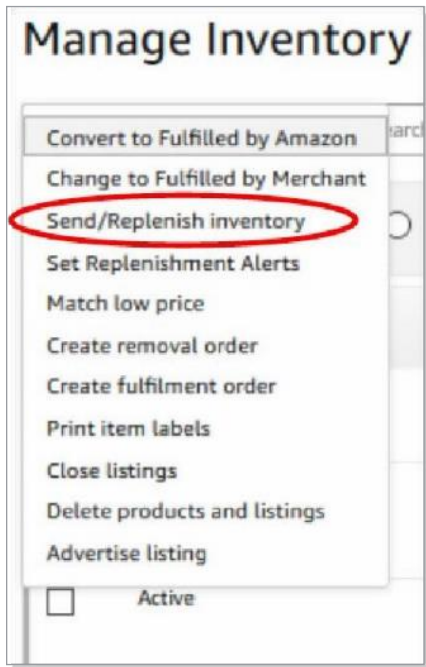 Manage Inventory
Convert to Fulfilled by Amazon
earc
Change to Fulfilled by Merchant
Send/Replenish inventory
Set Replenishment Alerts
Match low price
Create removal order
Create fulfilment order
Print item labels
Close listings
Delete products and listings
Advertise listing
Active